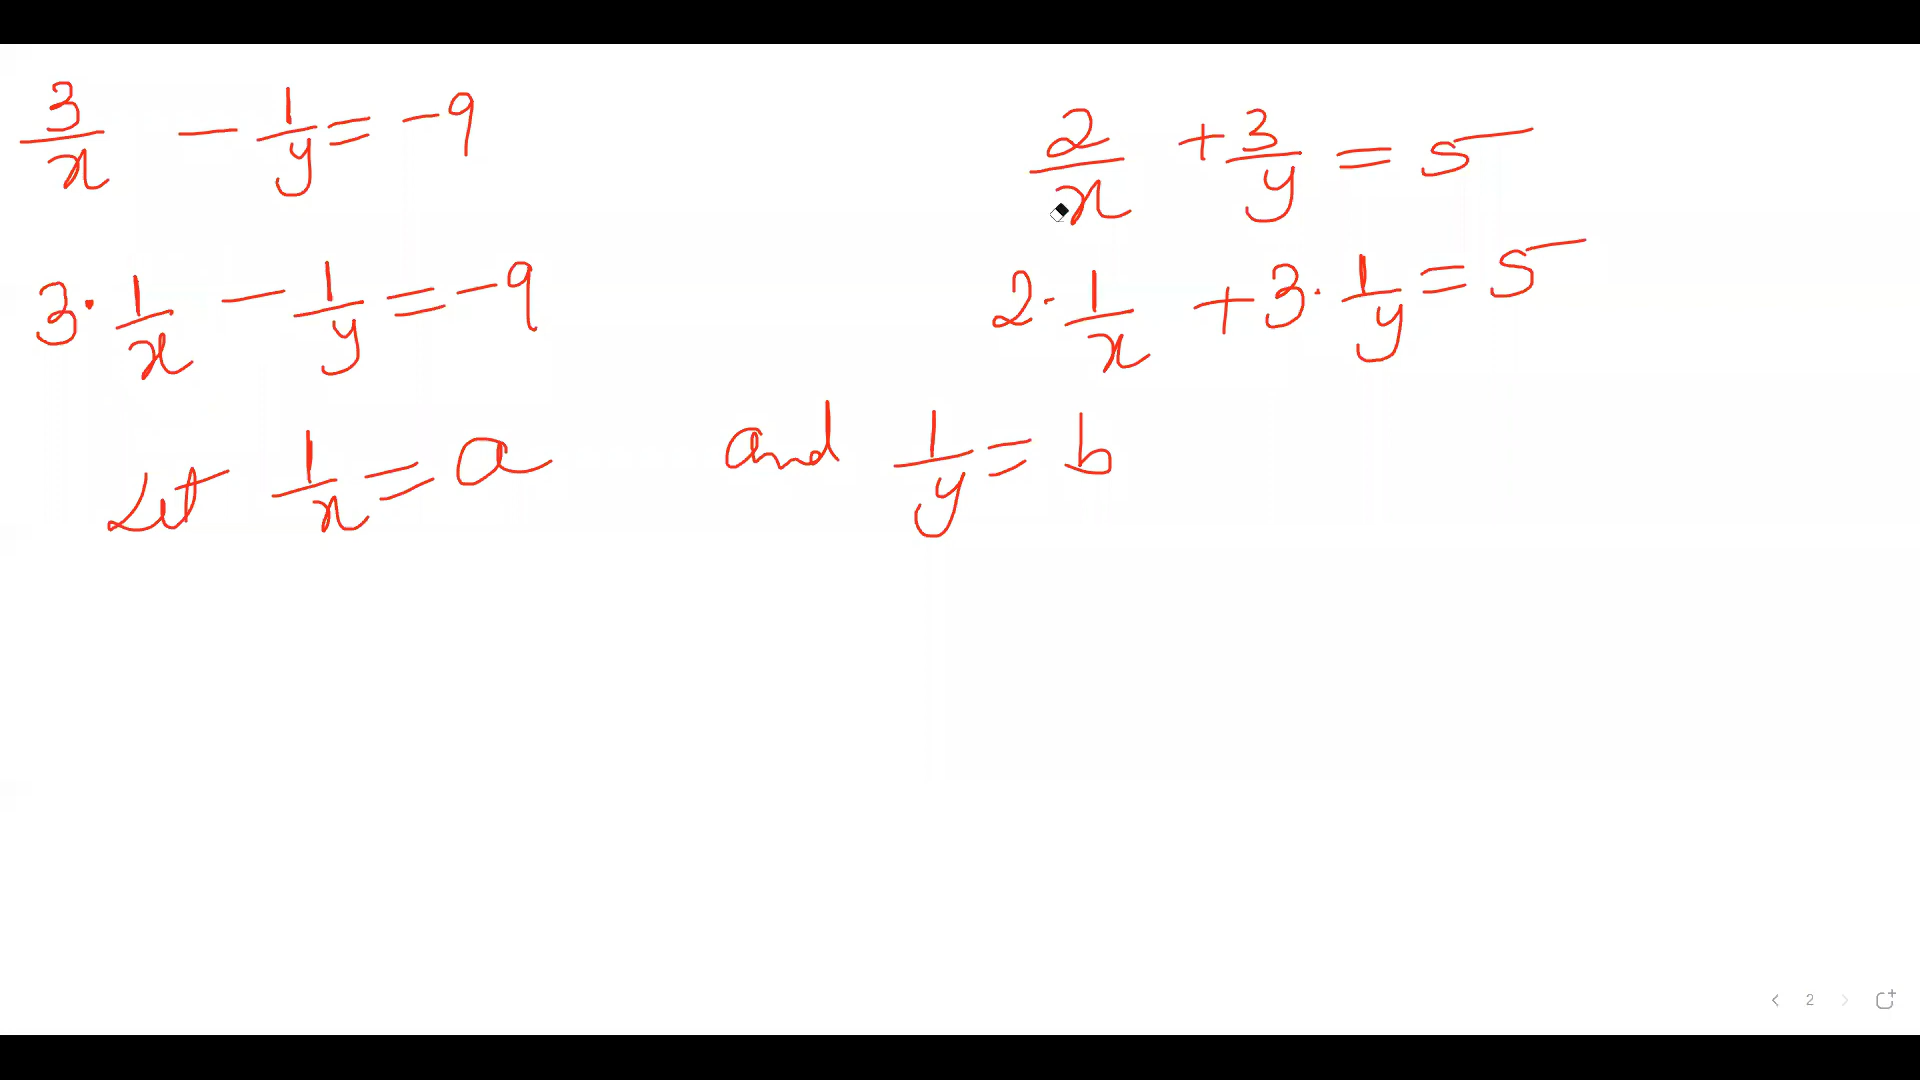 3/x - 1/y = -9
2/x + 3/y = 5
3 · 1/x - 1/y = -9
2 · 1/x + 3 · 1/y = 5
Let 1/x = a and 1/y = b
2